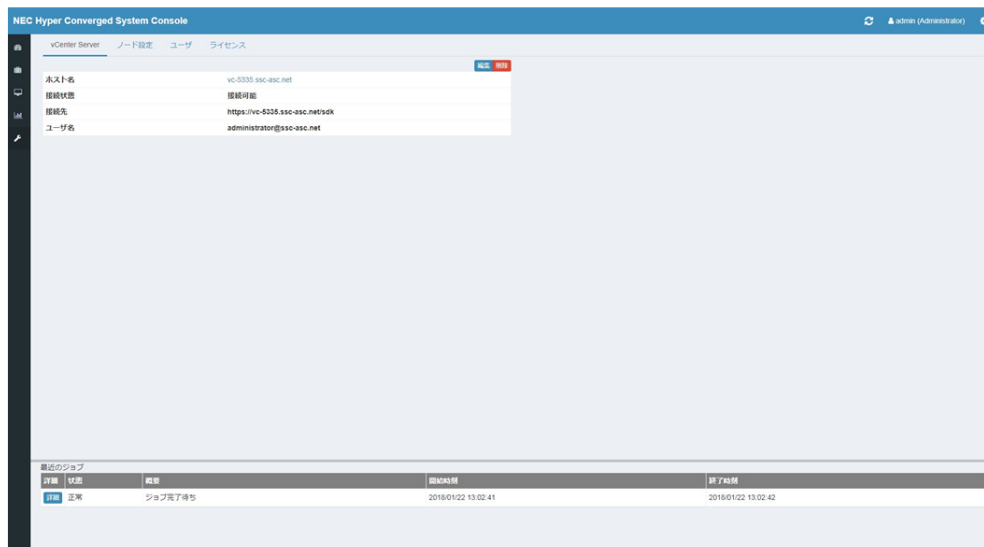 NEC Hyper Converged System Console
admin (Administrator)
vCenter Server ノード設定 ユーザ ライセンス
編集 削除
ホスト名 vc-5335.ssc-asc.net
接続状態 接続可能
接続先 https://vc-5335.ssc-asc.net/sdk
ユーザ名 administrator@ssc-asc.net
最近のジョブ
詳細 状態 概要 開始時刻 終了時刻
詳細 正常 ジョブ完了待ち 2018/01/22 13:02:41 2018/01/22 13:02:42